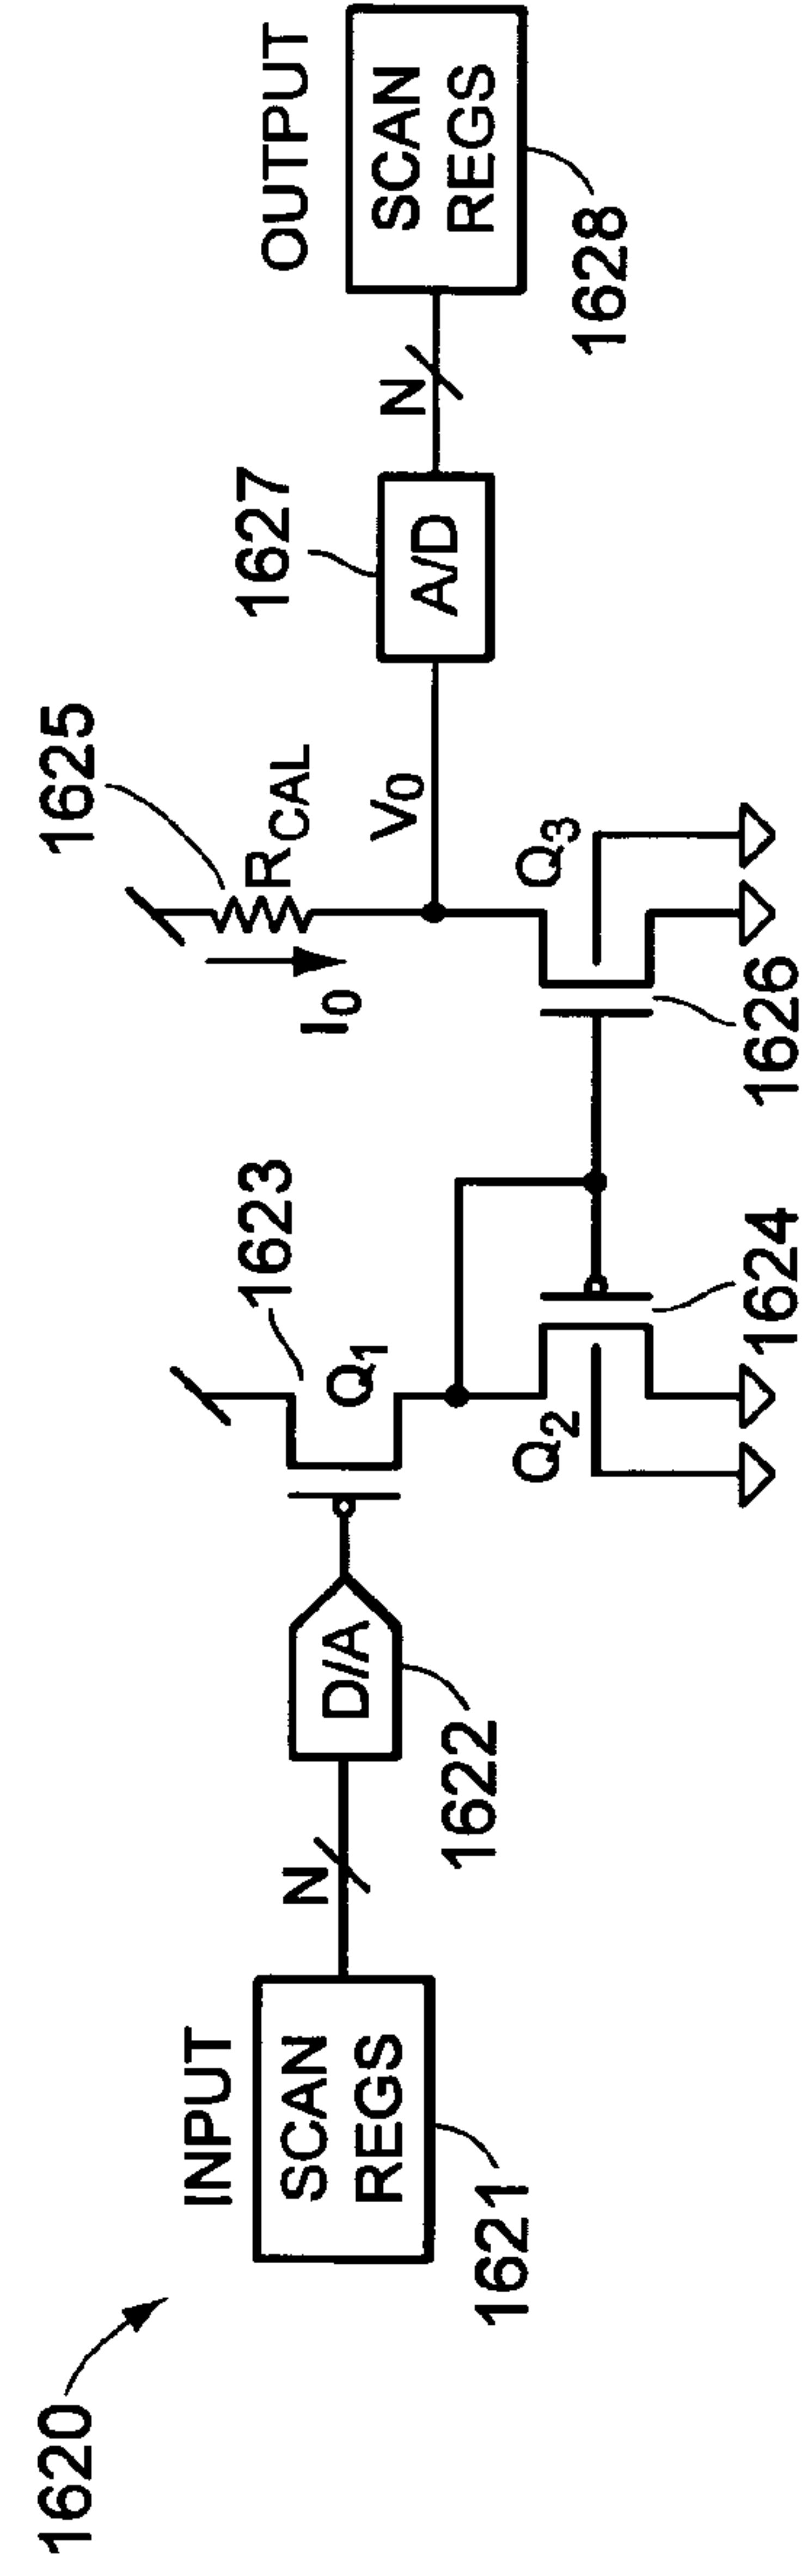 1620
INPUT
SCAN
REGS
1621
N
D/A
1622
1623
Q1
Q2
1624
1625
RCAL
I0
V0
Q3
1626
1627
A/D
N
OUTPUT
SCAN
REGS
1628